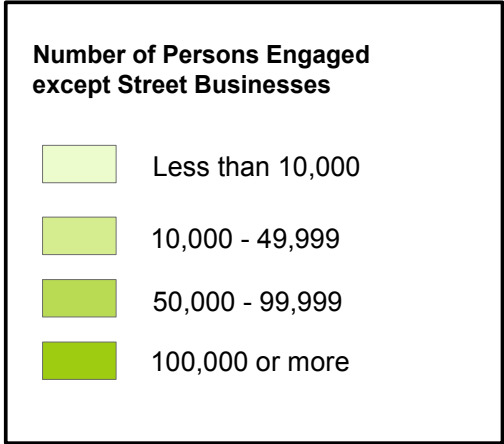 Number of Persons Engaged
except Street Businesses
Less than 10,000
10,000 - 49,999
50,000 - 99,999
100,000 or more